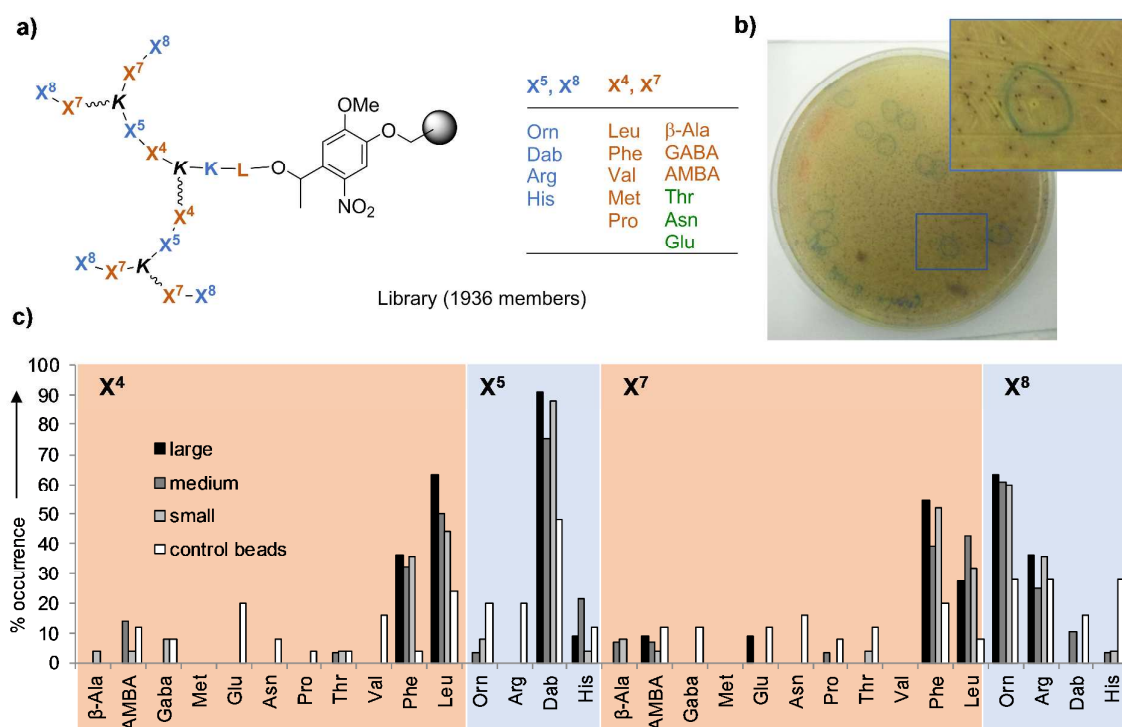 a)
X⁸
X⁷
X⁸
X⁷
K
X⁵
X⁴
K K L O
OMe
O
NO₂
X⁴
X⁵
X⁸ X⁷ K
X⁷ X⁸
X⁵, X⁸ X⁴, X⁷
Orn Leu β-Ala
Dab Phe GABA
Arg Val AMBA
His Met Thr
Pro Asn
Glu
Library (1936 members)
b)
c)
% occurrence
100
90
80
70
60
50
40
30
20
10
0
X⁴ X⁵ X⁷ X⁸
large
medium
small
control beads
β-Ala AMBA Gaba Met Glu Asn Pro Thr Val Phe Leu Orn Arg Dab His β-Ala AMBA Gaba Met Glu Asn Pro Thr Val Phe Leu Orn Arg Dab His